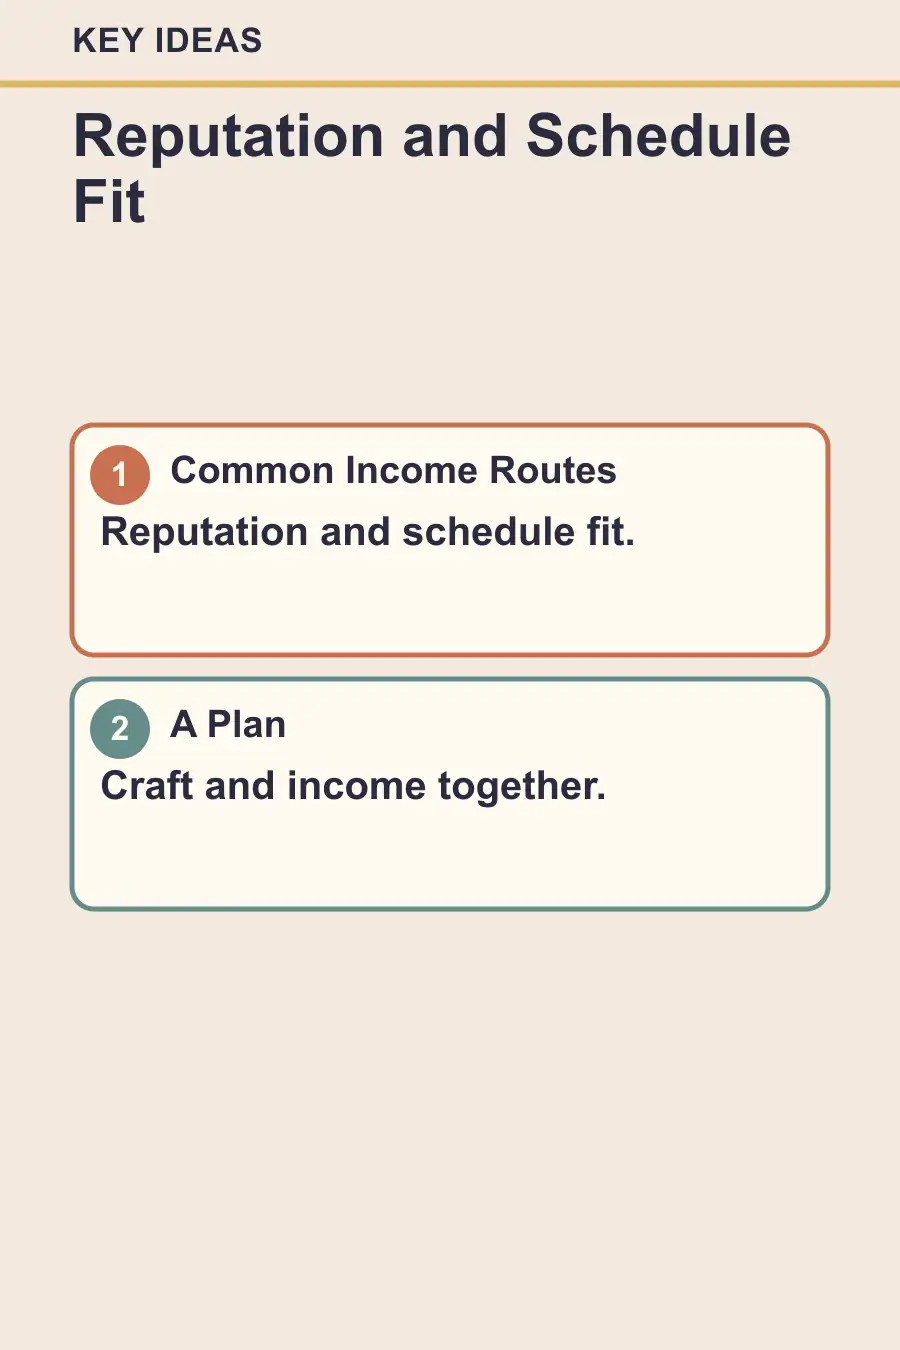 KEY IDEAS
Reputation and Schedule
Fit
1 Common Income Routes
Reputation and schedule fit.
2 A Plan
Craft and income together.